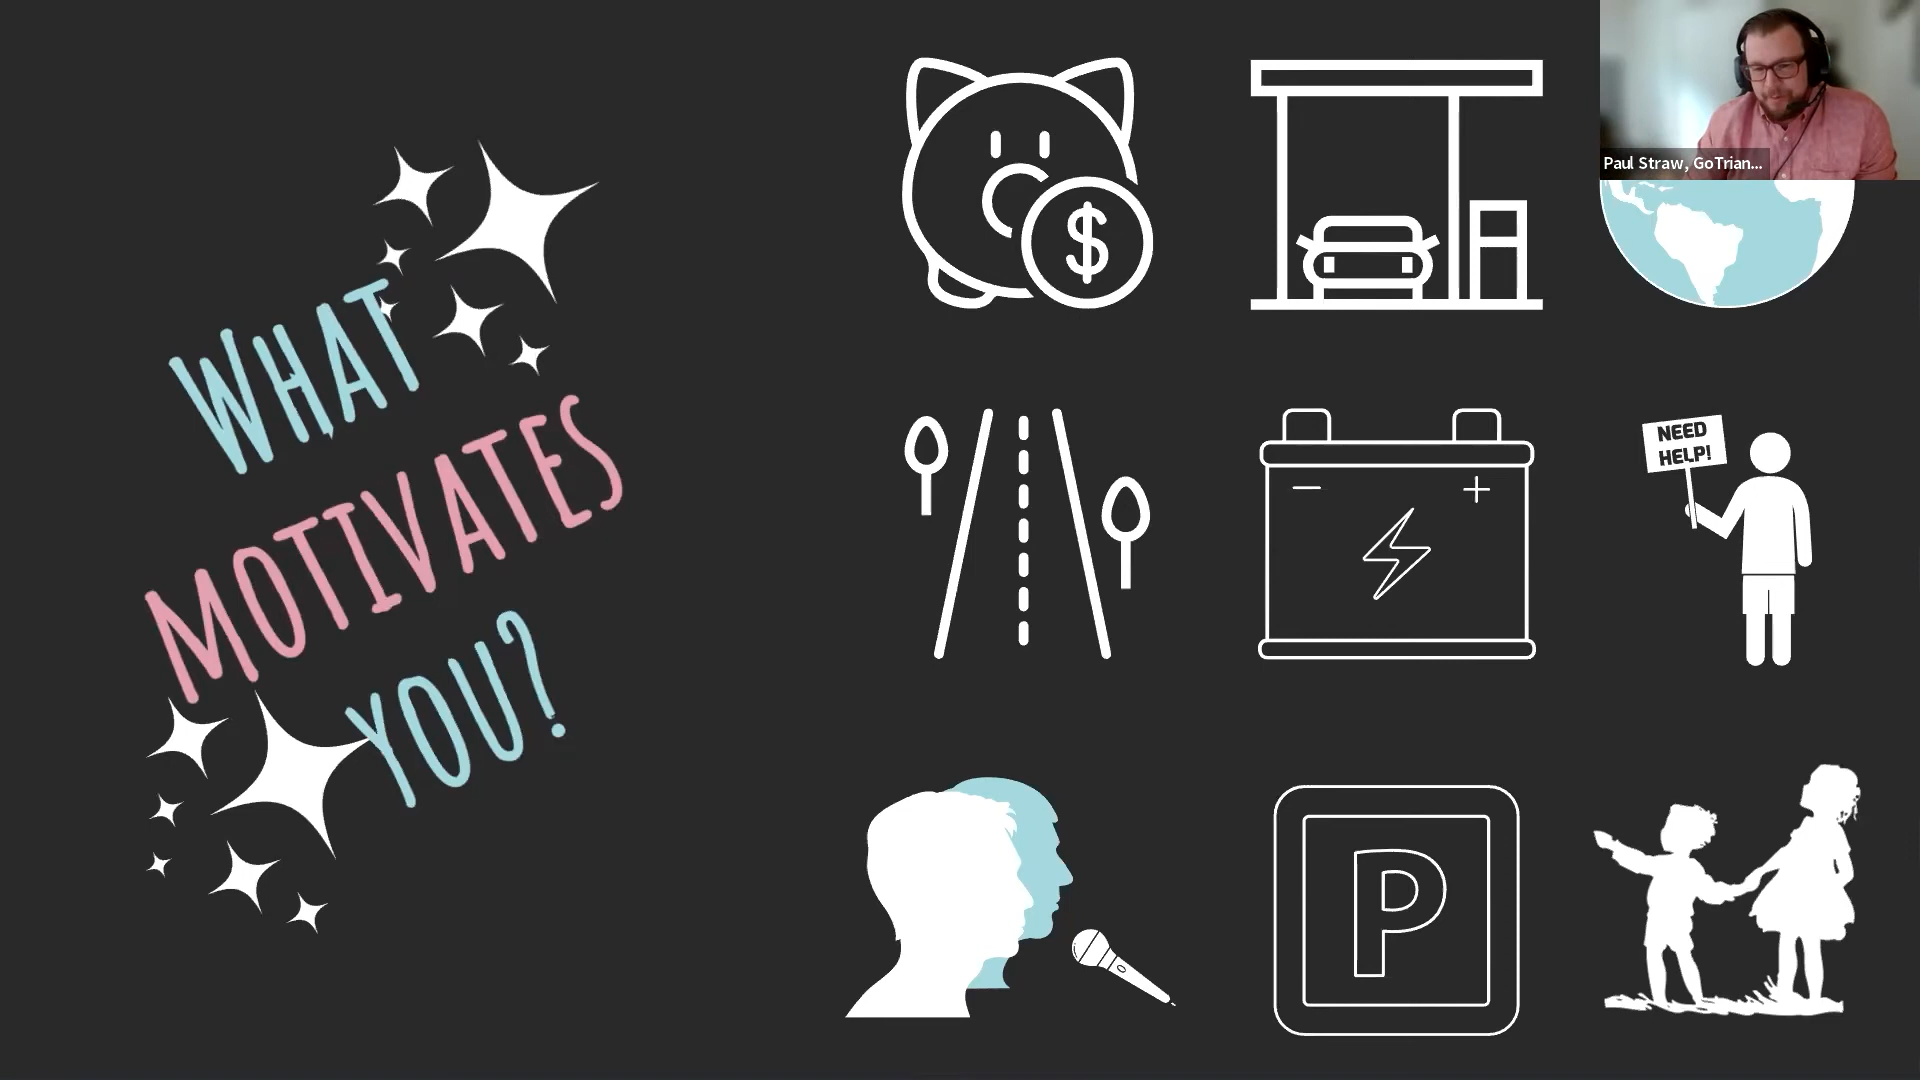 WHAT
MOTIVATES
YOU?
$
Paul Straw, GoTrian...
NEED
HELP!
P